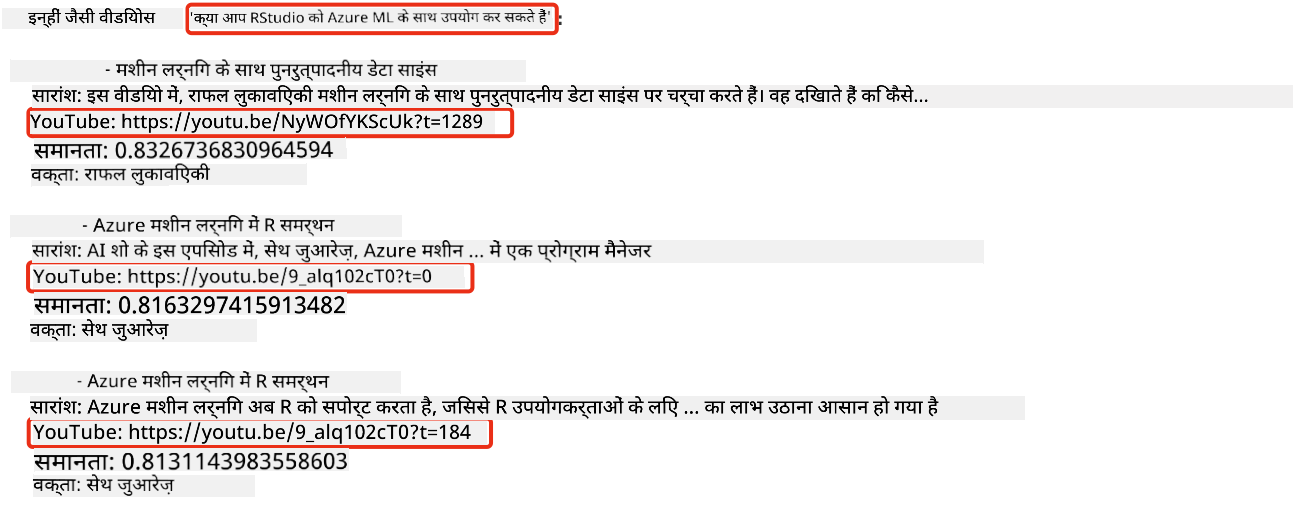 इन्हीं जैसी वीडियोस 'क्या आप RStudio को Azure ML के साथ उपयोग कर सकते हैं' :
- मशीन लर्निंग के साथ पुनरुत्पादनीय डेटा साइंस
सारांश: इस वीडियो में, राफल लुकावियेकी मशीन लर्निंग के साथ पुनरुत्पादनीय डेटा साइंस पर चर्चा करते हैं। वह दिखाते हैं कि कैसे...
YouTube: https://youtu.be/NyWOfYKScUk?t=1289
समानता: 0.8326736830964594
वक्ता: राफल लुकावियेकी
- Azure मशीन लर्निंग में R समर्थन
सारांश: AI शो के इस एपिसोड में, सेथ जुआरेज़, Azure मशीन ... में एक प्रोग्राम मैनेजर
YouTube: https://youtu.be/9_alq102cT0?t=0
समानता: 0.8163297415913482
वक्ता: सेथ जुआरेज़
- Azure मशीन लर्निंग में R समर्थन
सारांश: Azure मशीन लर्निंग अब R को सपोर्ट करता है, जिससे R उपयोगकर्ताओं के लिए ... का लाभ उठाना आसान हो गया है
YouTube: https://youtu.be/9_alq102cT0?t=184
समानता: 0.8131143983558603
वक्ता: सेथ जुआरेज़